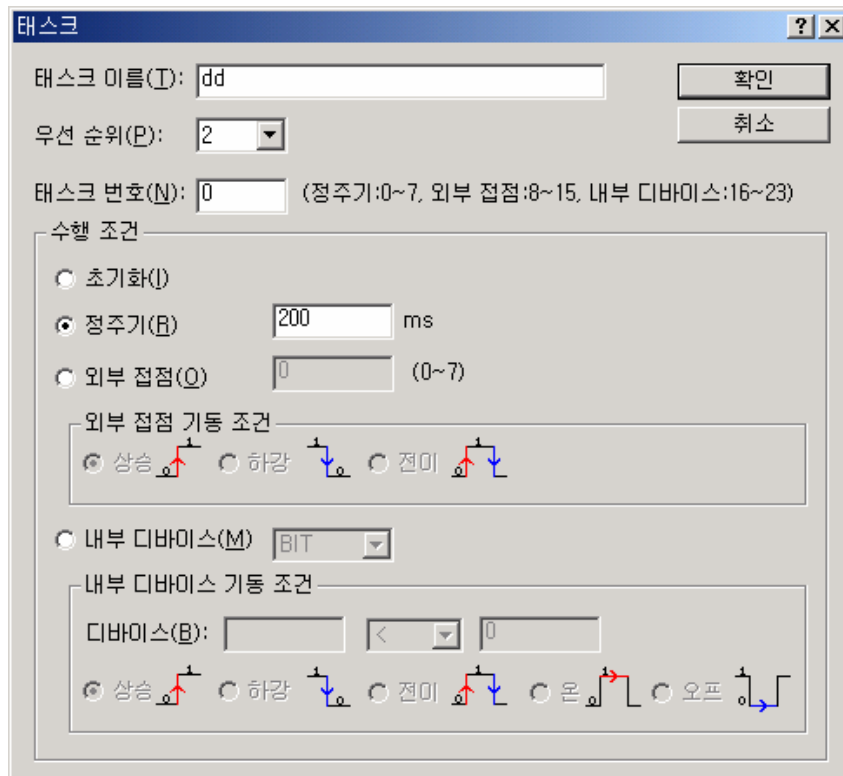 태스크
태스크 이름(T): dd
확인
취소
우선 순위(P): 2
태스크 번호(N): 0 (정주기:0~7, 외부 접점:8~15, 내부 디바이스:16~23)
수행 조건
초기화(I)
정주기(R) 200 ms
외부 접점(O) 0 (0~7)
외부 접점 기동 조건
상승 0 1 하강 1 0 전이 0 1
내부 디바이스(M) BIT
내부 디바이스 기동 조건
디바이스(B): < 0
상승 0 1 하강 1 0 전이 0 1 온 0 1 오프 1 0